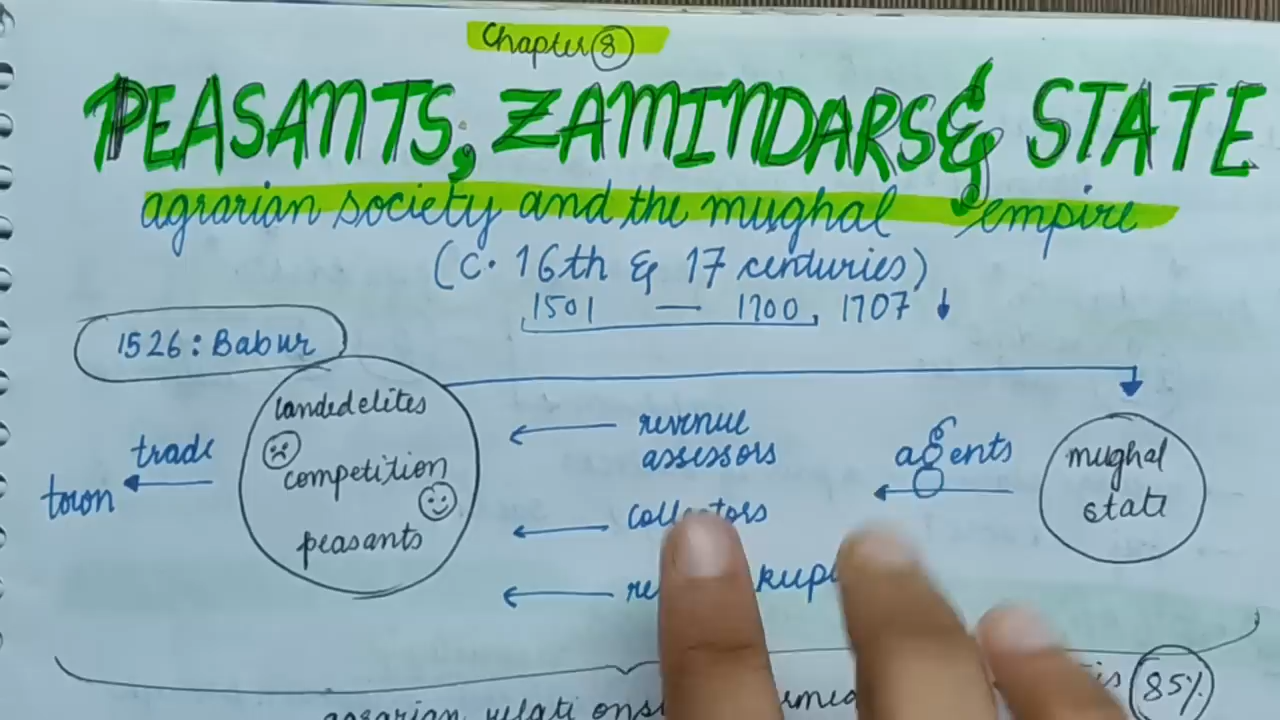 Chapter 8
PEASANTS, ZAMINDARS & STATE
agrarian society and the mughal empire
(c. 16th & 17 centuries)
1501 — 1700, 1707 ↓
1526: Babur
landed elites
competition
peasants
trade
town
revenue
assessors
collectors
agents
mughal
state
85%
agrarian